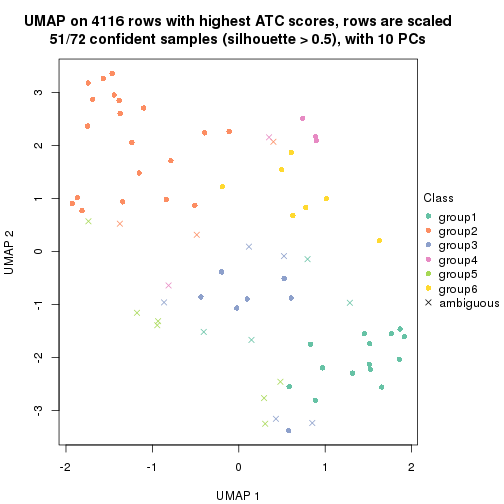 UMAP on 4116 rows with highest ATC scores, rows are scaled
51/72 confident samples (silhouette > 0.5), with 10 PCs
3
2
1
0
-1
-2
-3
UMAP 2
-2
-1
0
1
2
UMAP 1
Class
group1
group2
group3
group4
group5
group6
ambiguous